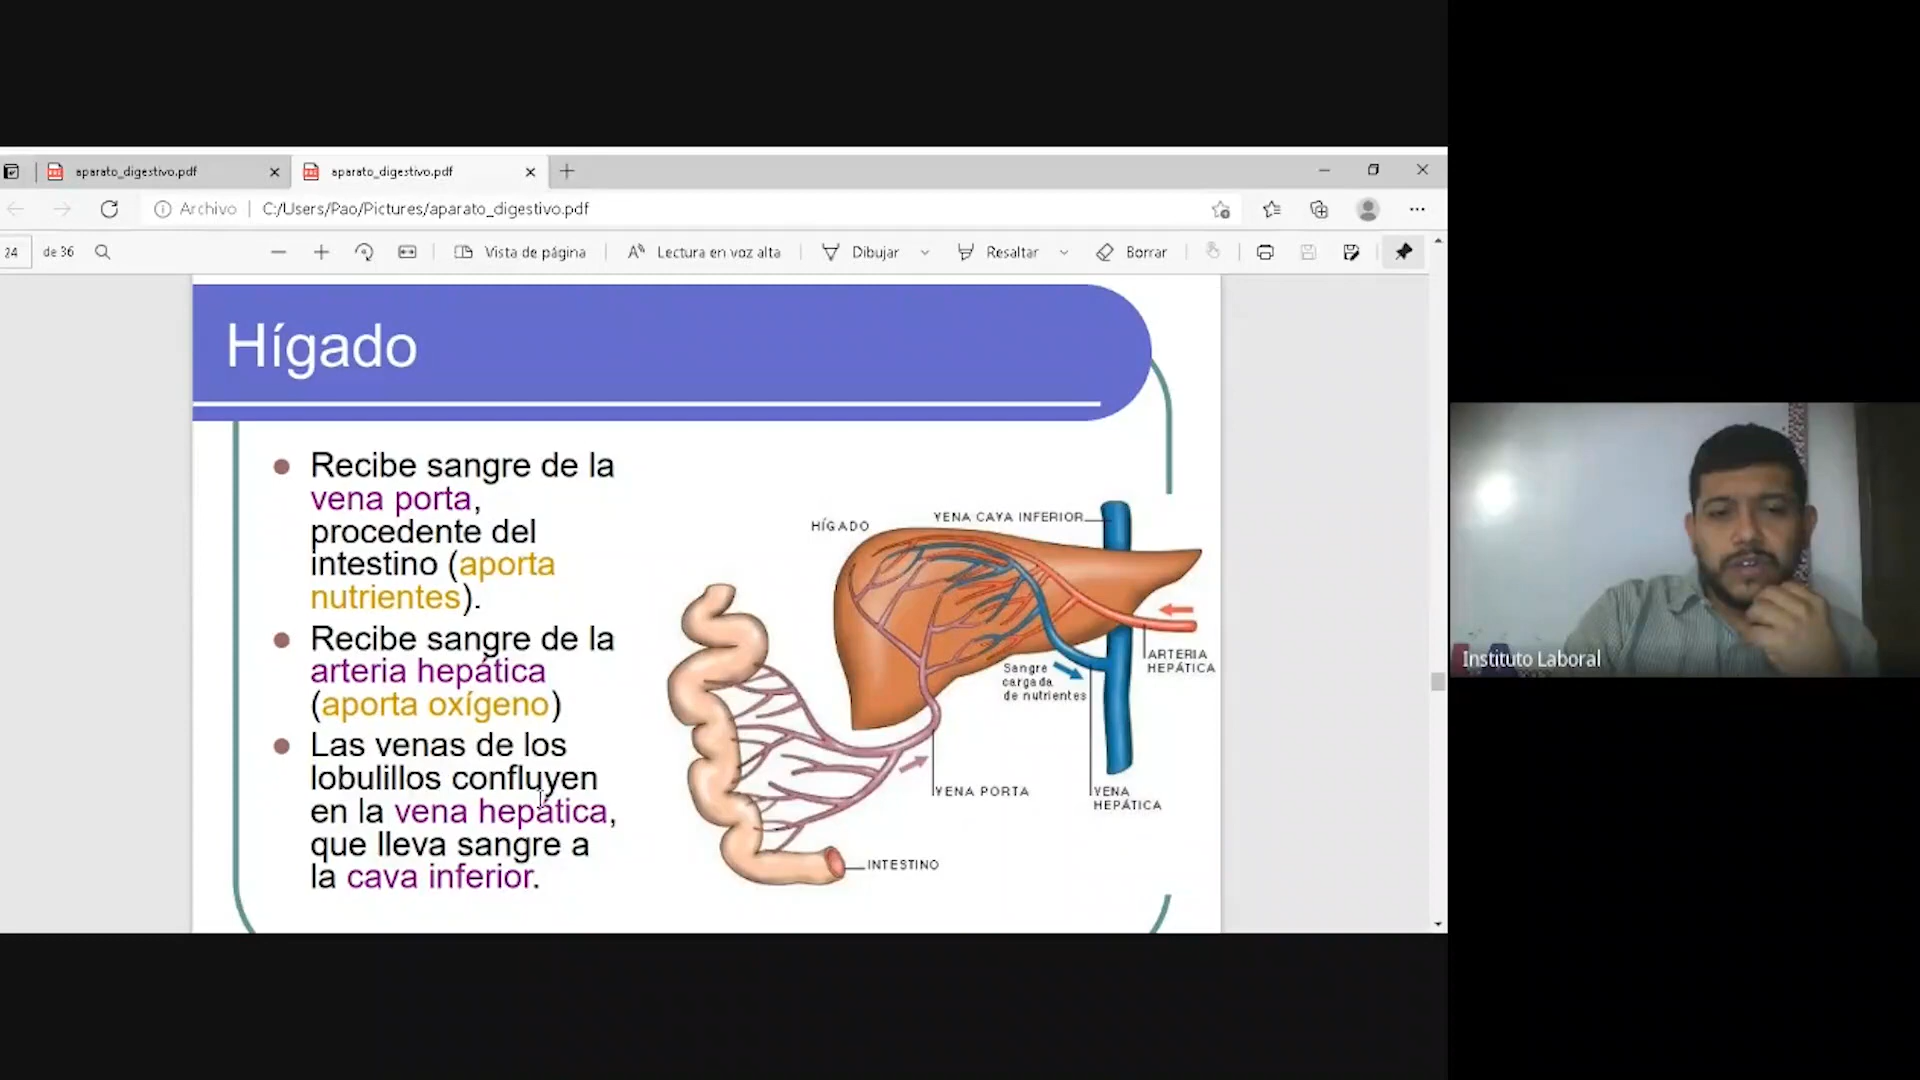 aparato_digestivo.pdf
aparato_digestivo.pdf
Archivo
C:/Users/Pao/Pictures/aparato_digestivo.pdf
24
de 36
Vista de página
Lectura en voz alta
Dibujar
Resaltar
Borrar
Hígado
Recibe sangre de la
vena porta,
procedente del
intestino (aporta
nutrientes).
Recibe sangre de la
arteria hepática
(aporta oxígeno)
Las venas de los
lobulillos confluyen
en la vena hepática,
que lleva sangre a
la cava inferior.
HÍGADO
VENA CAVA INFERIOR
ARTERIA
HEPÁTICA
Sangre
cargada
de nutrientes
VENA PORTA
VENA
HEPÁTICA
INTESTINO
Instituto Laboral